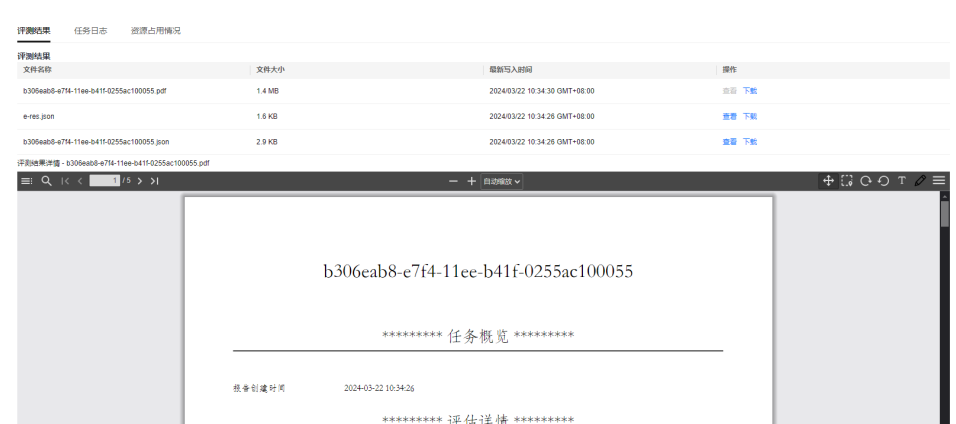 评测结果 任务日志 资源占用情况
评测结果
文件名称 文件大小 最新写入时间 操作
b306eab8-e7f4-11ee-b41f-0255ac100055.pdf 1.4 MB 2024/03/22 10:34:30 GMT+08:00 查看 下载
e-res.json 1.6 KB 2024/03/22 10:34:26 GMT+08:00 查看 下载
b306eab8-e7f4-11ee-b41f-0255ac100055.json 2.9 KB 2024/03/22 10:34:26 GMT+08:00 查看 下载
评测结果详情 - b306eab8-e7f4-11ee-b41f-0255ac100055.pdf
1 / 5 自动缩放
b306eab8-e7f4-11ee-b41f-0255ac100055
********* 任务概览 *********
报告创建时间 2024-03-22 10:34:26
********* 评估详情 *********